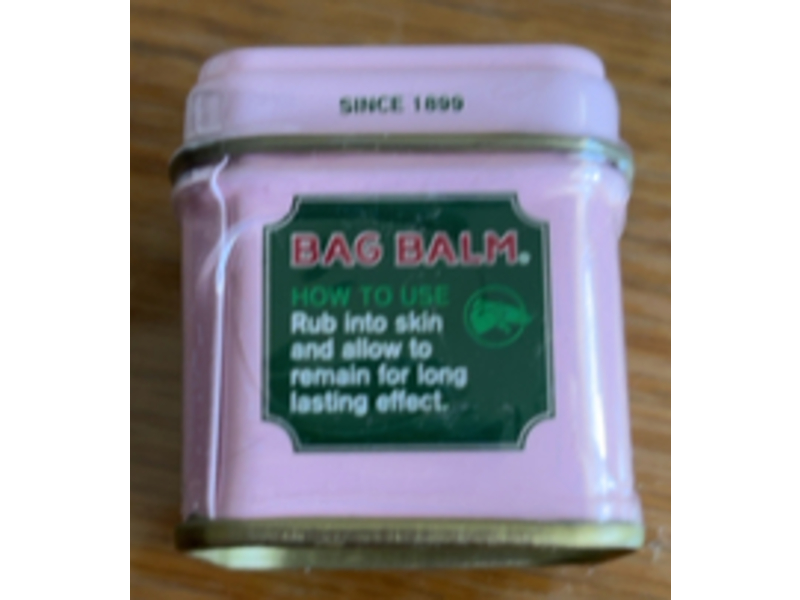 SINCE 1899
BAG BALM®
HOW TO USE
Rub into skin
and allow to
remain for long
lasting effect.